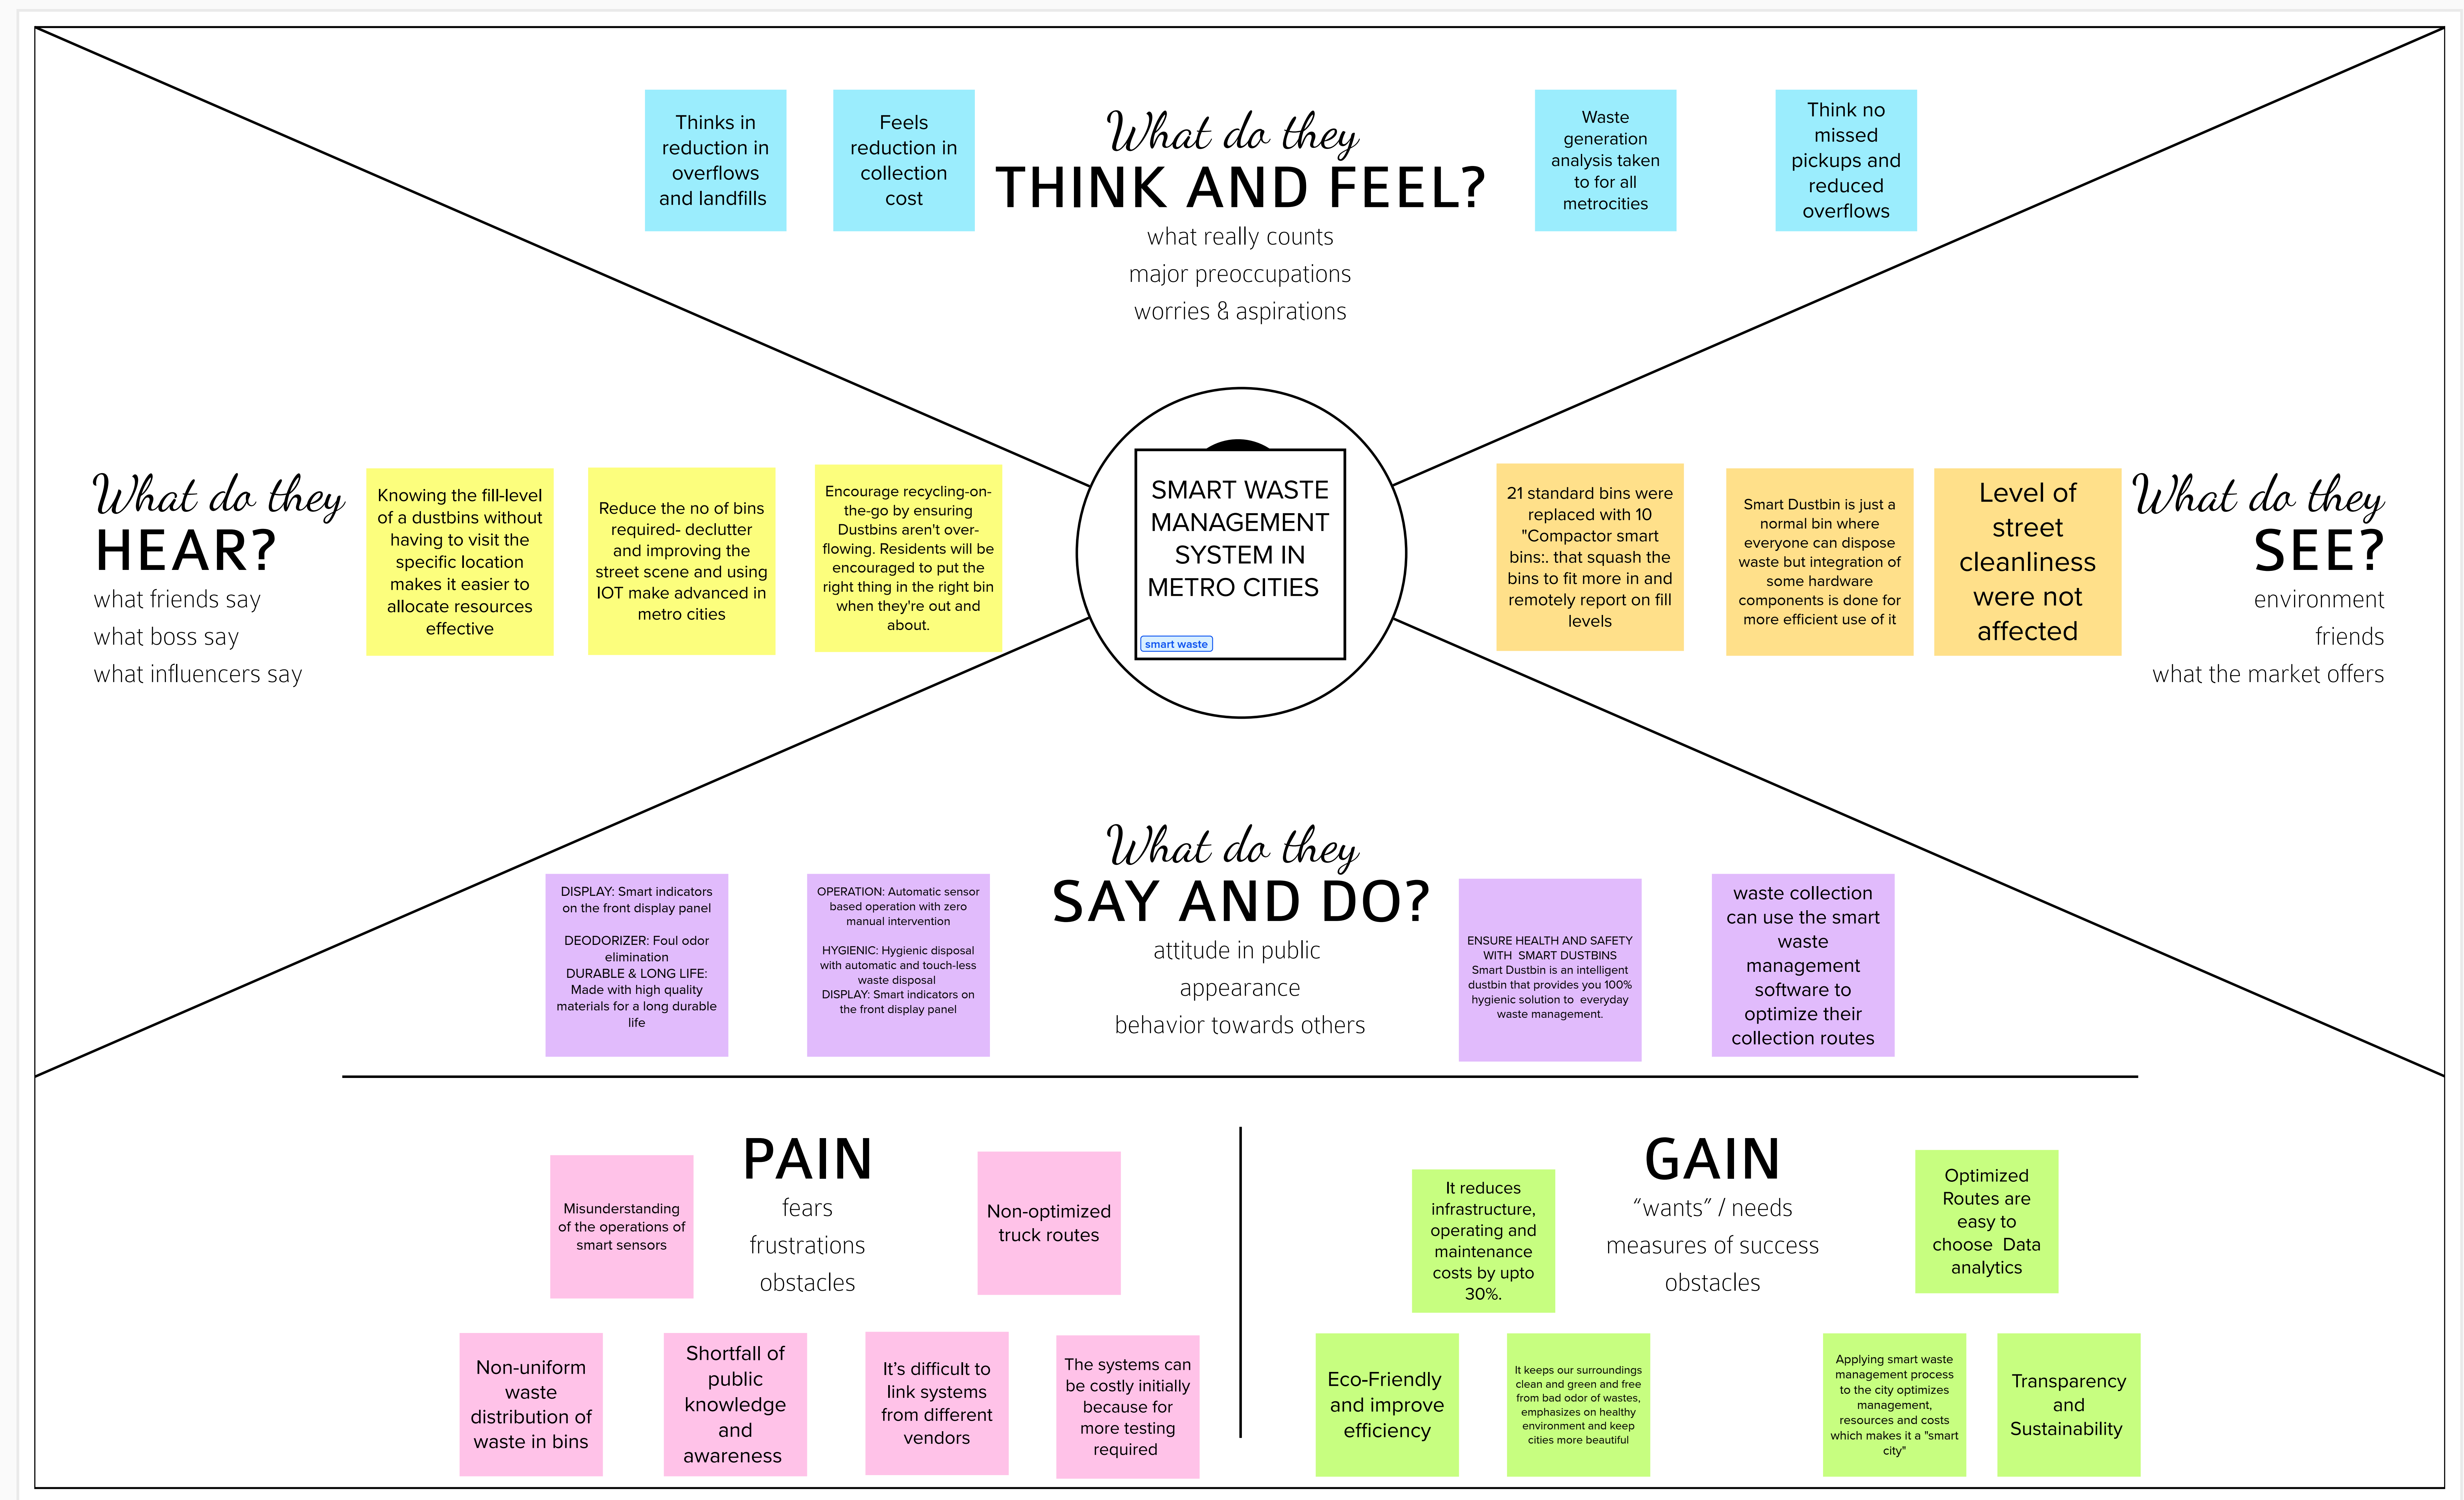 Thinks in
reduction in
overflows
and landfills
Feels
reduction in
collection
cost
What do they
THINK AND FEEL?
what really counts
major preoccupations
worries & aspirations
Waste
generation
analysis taken
to for all
metrocities
Think no
missed
pickups and
reduced
overflows
What do they
HEAR?
what friends say
what boss say
what influencers say
Knowing the fill-level
of a dustbins without
having to visit the
specific location
makes it easier to
allocate resources
effective
Reduce the no of bins
required- declutter
and improving the
street scene and using
IOT make advanced in
metro cities
Encourage recycling-on-
the-go by ensuring
Dustbins aren't over-
flowing. Residents will be
encouraged to put the
right thing in the right bin
when they're out and
about.
SMART WASTE
MANAGEMENT
SYSTEM IN
METRO CITIES
smart waste
21 standard bins were
replaced with 10
"Compactor smart
bins:. that squash the
bins to fit more in and
remotely report on fill
levels
Smart Dustbin is just a
normal bin where
everyone can dispose
waste but integration of
some hardware
components is done for
more efficient use of it
Level of
street
cleanliness
were not
affected
What do they
SEE?
environment
friends
what the market offers
DISPLAY: Smart indicators
on the front display panel
DEODORIZER: Foul odor
elimination
DURABLE & LONG LIFE:
Made with high quality
materials for a long durable
life
OPERATION: Automatic sensor
based operation with zero
manual intervention
HYGIENIC: Hygienic disposal
with automatic and touch-less
waste disposal
DISPLAY: Smart indicators on
the front display panel
What do they
SAY AND DO?
attitude in public
appearance
behavior towards others
ENSURE HEALTH AND SAFETY
WITH SMART DUSTBINS
Smart Dustbin is an intelligent
dustbin that provides you 100%
hygienic solution to everyday
waste management.
waste collection
can use the smart
waste
management
software to
optimize their
collection routes
PAIN
fears
frustrations
obstacles
Misunderstanding
of the operations of
smart sensors
Non-optimized
truck routes
Non-uniform
waste
distribution of
waste in bins
Shortfall of
public
knowledge
and
awareness
It's difficult to
link systems
from different
vendors
The systems can
be costly initially
because for
more testing
required
GAIN
“wants” / needs
measures of success
obstacles
It reduces
infrastructure,
operating and
maintenance
costs by upto
30%.
Optimized
Routes are
easy to
choose Data
analytics
Eco-Friendly
and improve
efficiency
It keeps our surroundings
clean and green and free
from bad odor of wastes,
emphasizes on healthy
environment and keep
cities more beautiful
Applying smart waste
management process
to the city optimizes
management,
resources and costs
which makes it a "smart
city"
Transparency
and
Sustainability